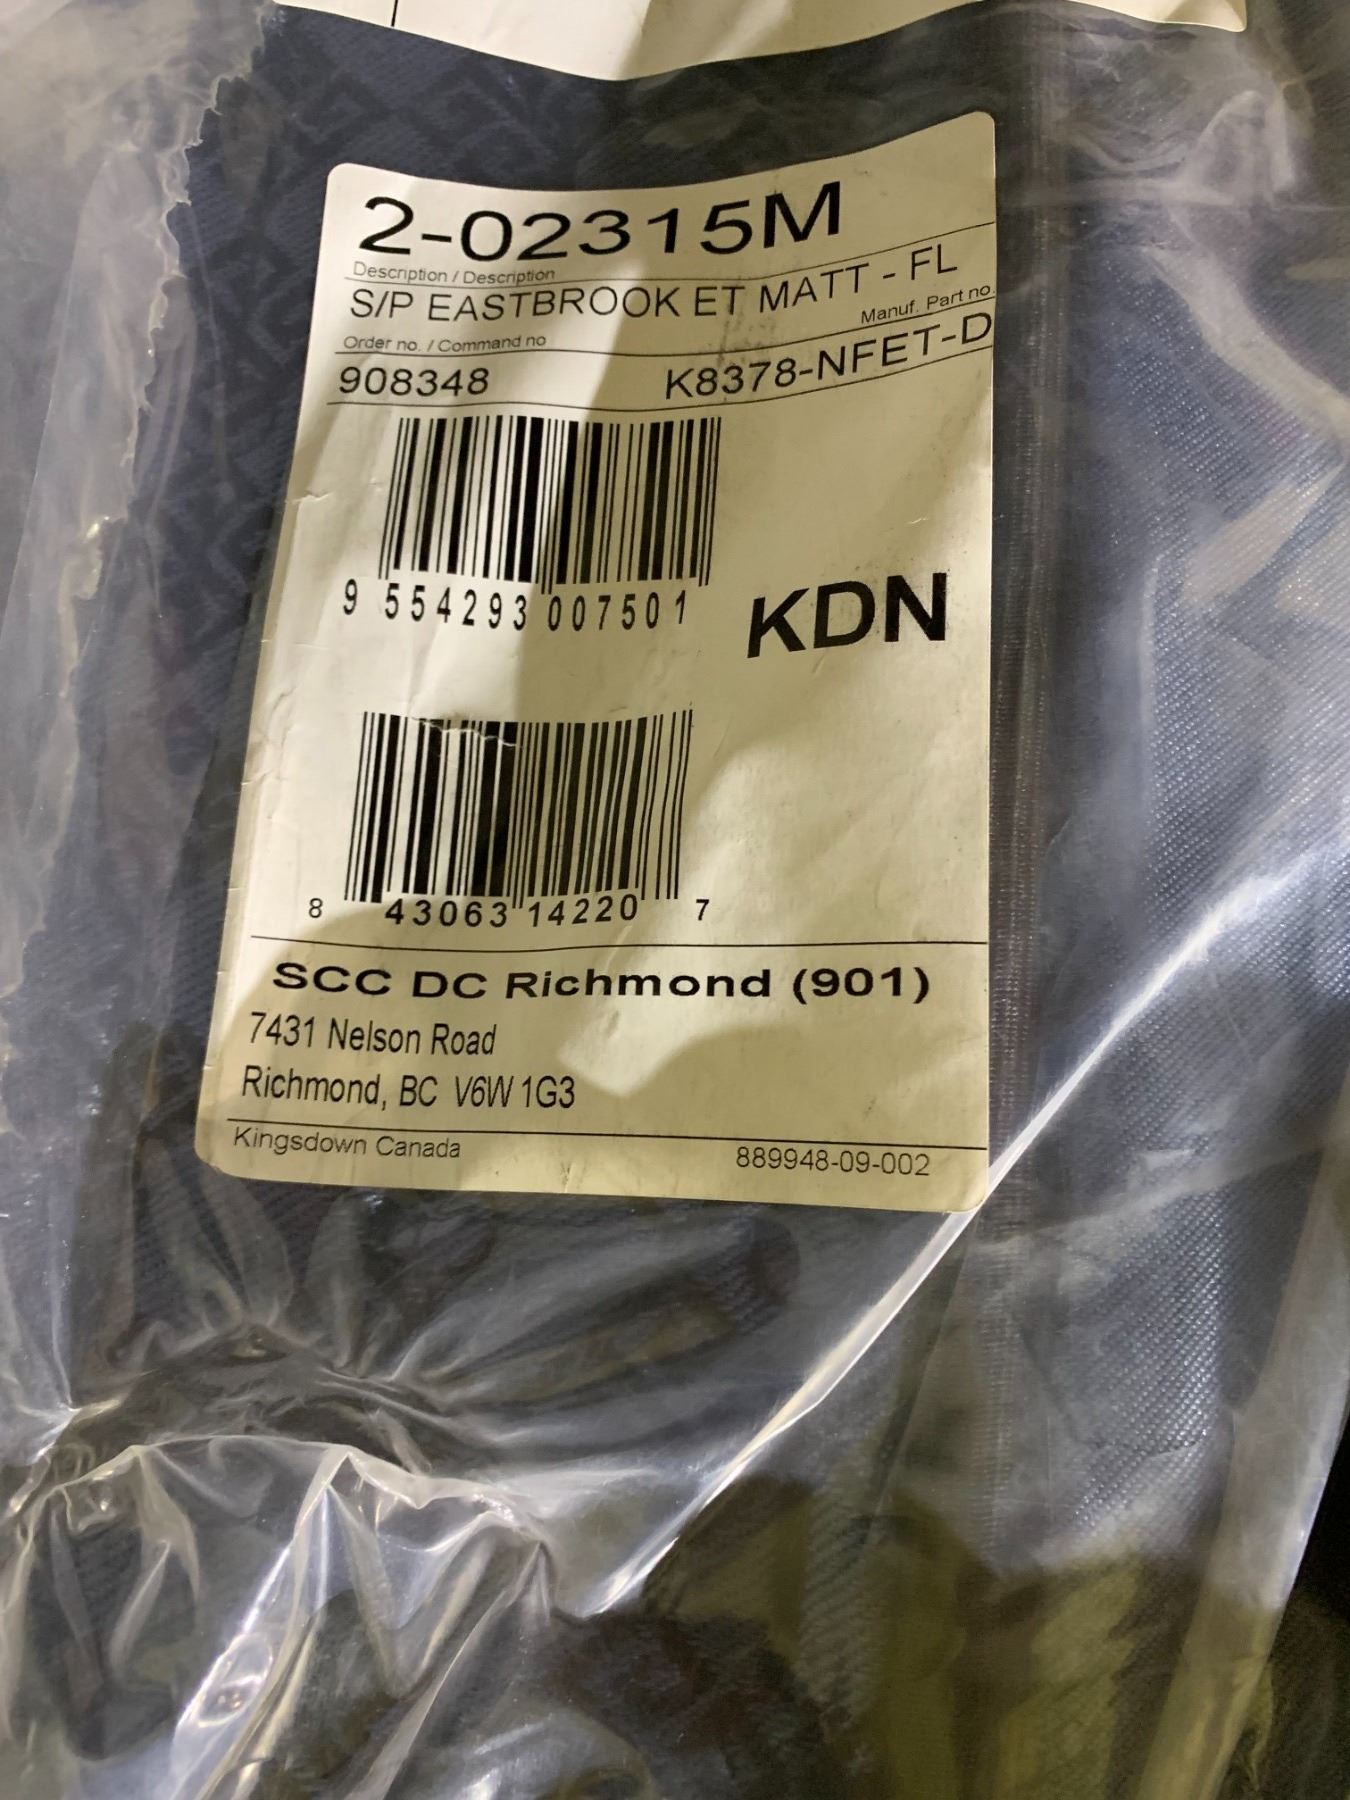 2-02315M
Description / Description
S/P EASTBROOK ET MATT - FL
Order no. / Command no
Manuf. Part no.
908348
K8378-NFET-D
9 554293 007501
KDN
8 43063 14220 7
SCC DC Richmond (901)
7431 Nelson Road
Richmond, BC V6W 1G3
Kingsdown Canada
889948-09-002